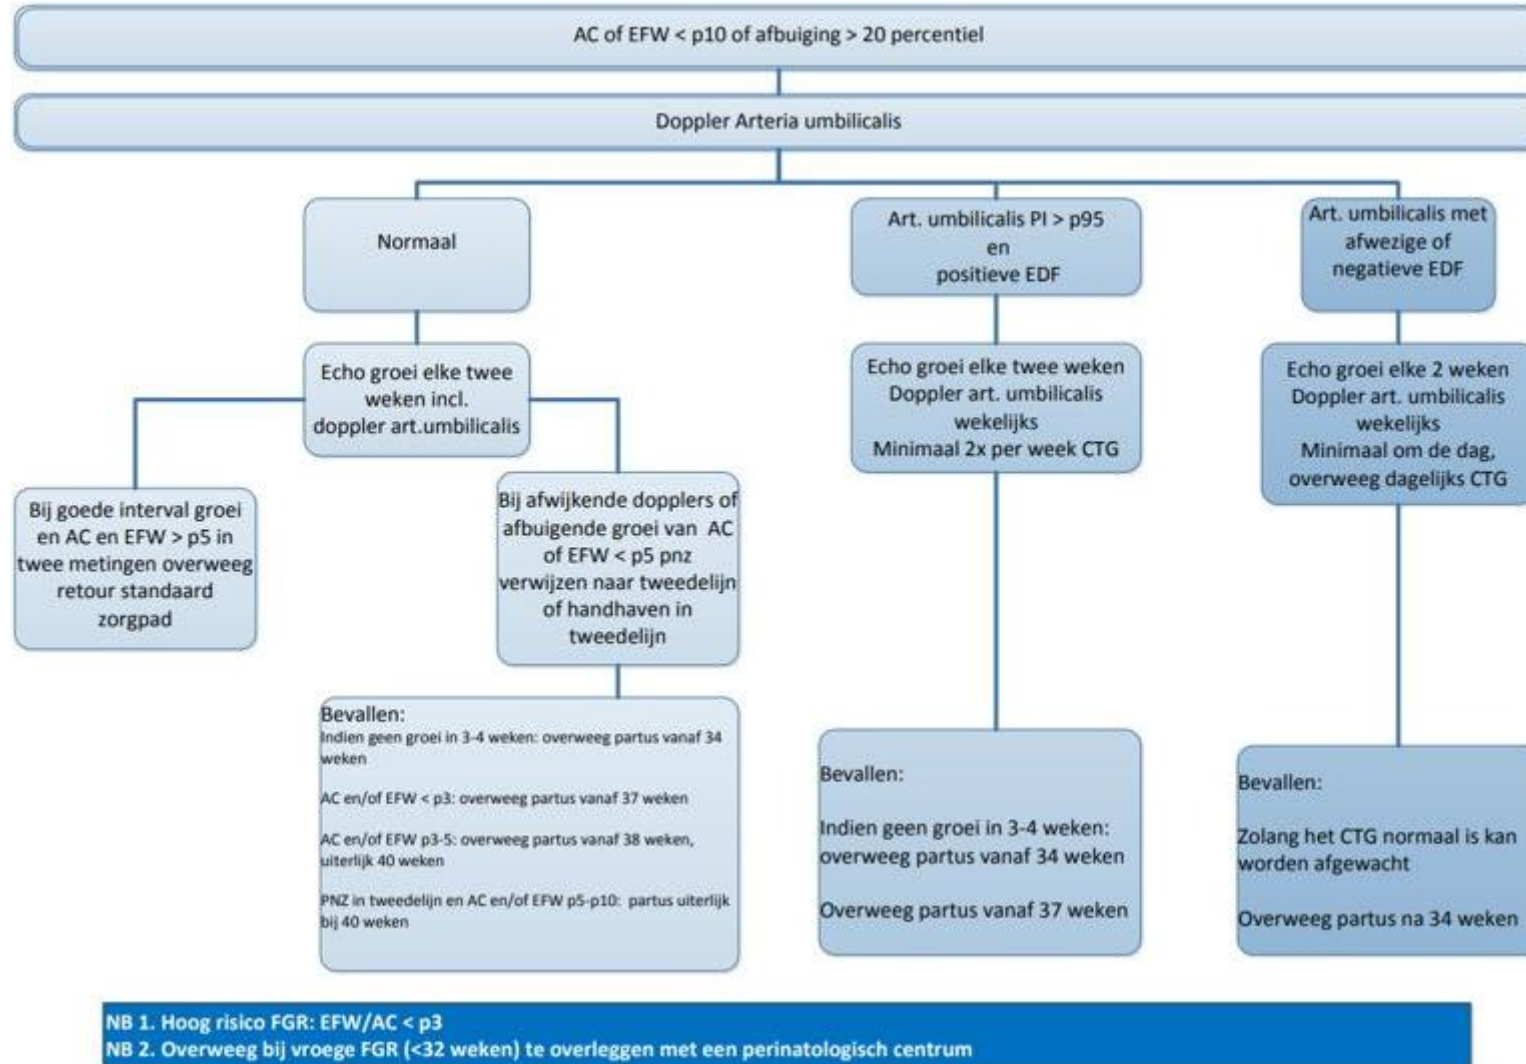 AC of EFW < p10 of afbuiging > 20 percentiel
Doppler Arteria umbilicalis
Normaal
Art. umbilicalis PI > p95
en
positieve EDF
Art. umbilicalis met
afwezige of
negatieve EDF
Echo groei elke twee
weken incl.
doppler art.umbilicalis
Echo groei elke twee weken
Doppler art. umbilicalis
wekelijks
Minimaal 2x per week CTG
Echo groei elke 2 weken
Doppler art. umbilicalis
wekelijks
Minimaal om de dag,
overweeg dagelijks CTG
Bij goede interval groei
en AC en EFW > p5 in
twee metingen overweeg
retour standaard
zorgpad
Bij afwijkende dopplers of
afbuigende groei van AC
of EFW < p5 pnz
verwijzen naar tweedelijn
of handhaven in
tweedelijn
Bevallen:
Indien geen groei in 3-4 weken: overweeg partus vanaf 34
weken
AC en/of EFW < p3: overweeg partus vanaf 37 weken
AC en/of EFW p3-5: overweeg partus vanaf 38 weken,
uiterlijk 40 weken
PNZ in tweedelijn en AC en/of EFW p5-p10: partus uiterlijk
bij 40 weken
Bevallen:
Indien geen groei in 3-4 weken:
overweeg partus vanaf 34 weken
Overweeg partus vanaf 37 weken
Bevallen:
Zolang het CTG normaal is kan
worden afgewacht
Overweeg partus na 34 weken
NB 1. Hoog risico FGR: EFW/AC < p3
NB 2. Overweeg bij vroege FGR (<32 weken) te overleggen met een perinatologisch centrum